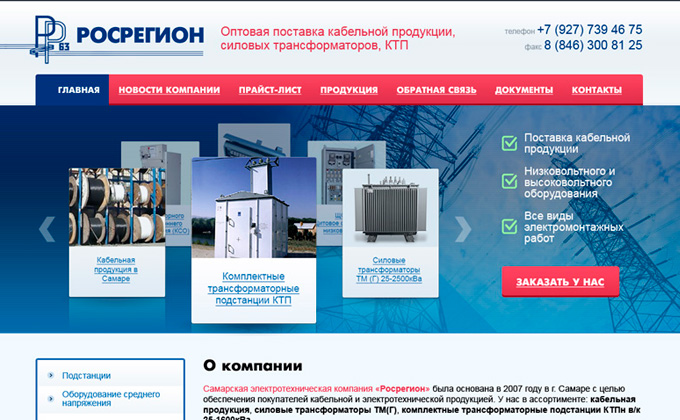 РР
63
РОСРЕГИОН
Оптовая поставка кабельной продукции,
силовых трансформаторов, КТП
телефон +7 (927) 739 46 75
факс 8 (846) 300 81 25
ГЛАВНАЯ НОВОСТИ КОМПАНИИ ПРАЙСТ-ЛИСТ ПРОДУКЦИЯ ОБРАТНАЯ СВЯЗЬ ДОКУМЕНТЫ КОНТАКТЫ
(КСО)
Кабельная
продукция в
Самаре
Комплектные
трансформаторные
подстанции КТП
Силовые
трансформаторы
ТМ (Г) 25-2500кВа
Поставка кабельной
продукции
Низковольтного и
высоковольтного
оборудования
Все виды
электромонтажных
работ
ЗАКАЗАТЬ У НАС
Подстанции
Оборудование среднего
напряжения
О компании
Самарская электротехническая компания «Росрегион» была основана в 2007 году в г. Самаре с целью
обеспечения покупателей кабельной и электротехнической продукцией. У нас в ассортименте: кабельная
продукция, силовые трансформаторы ТМ(Г), комплектные трансформаторные подстанции КТПн в/к
25-1600кВа